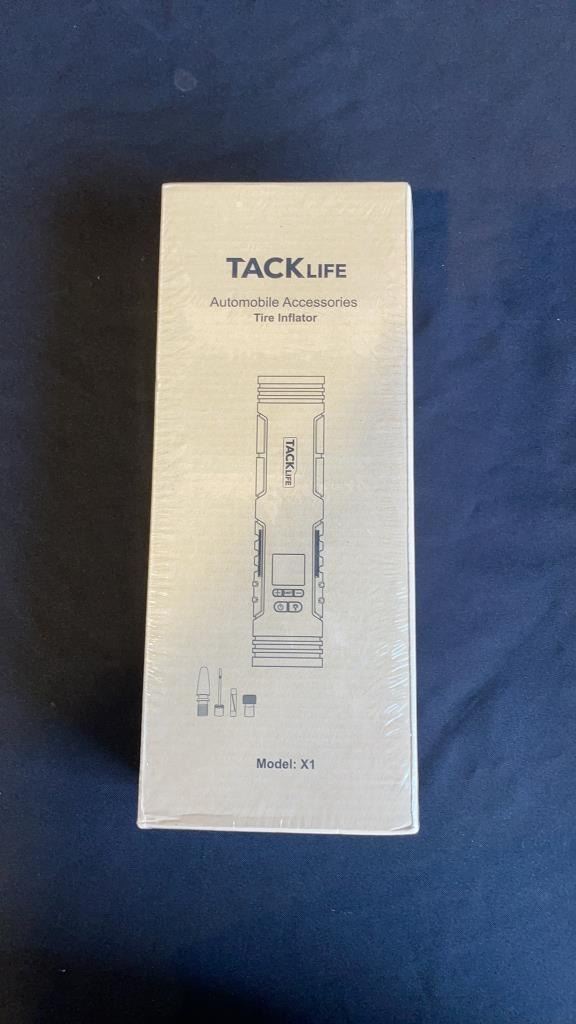 TACKLIFE
Automobile Accessories
Tire Inflator
TACKLIFE
Model: X1